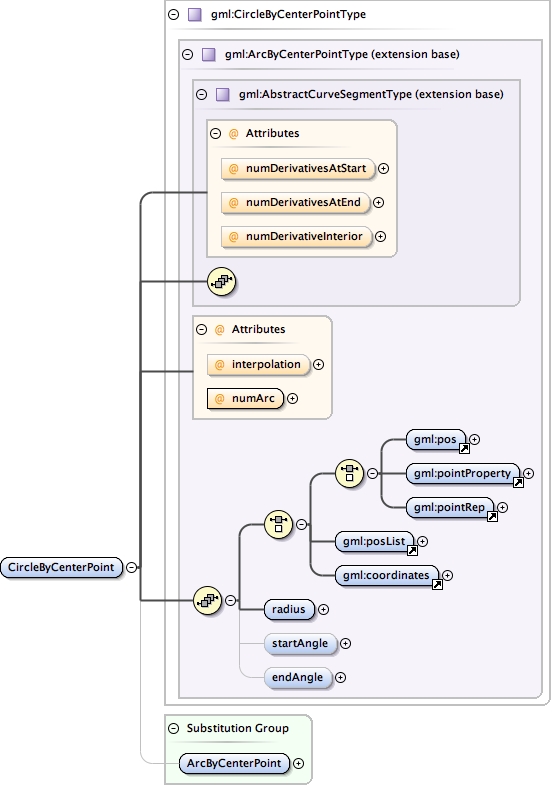 gml:CircleByCenterPointType
gml:ArcByCenterPointType (extension base)
gml:AbstractCurveSegmentType (extension base)
@ Attributes
@ numDerivativesAtStart
@ numDerivativesAtEnd
@ numDerivativeInterior
@ Attributes
@ interpolation
@ numArc
gml:pos
gml:pointProperty
gml:pointRep
gml:posList
gml:coordinates
CircleByCenterPoint
radius
startAngle
endAngle
Substitution Group
ArcByCenterPoint